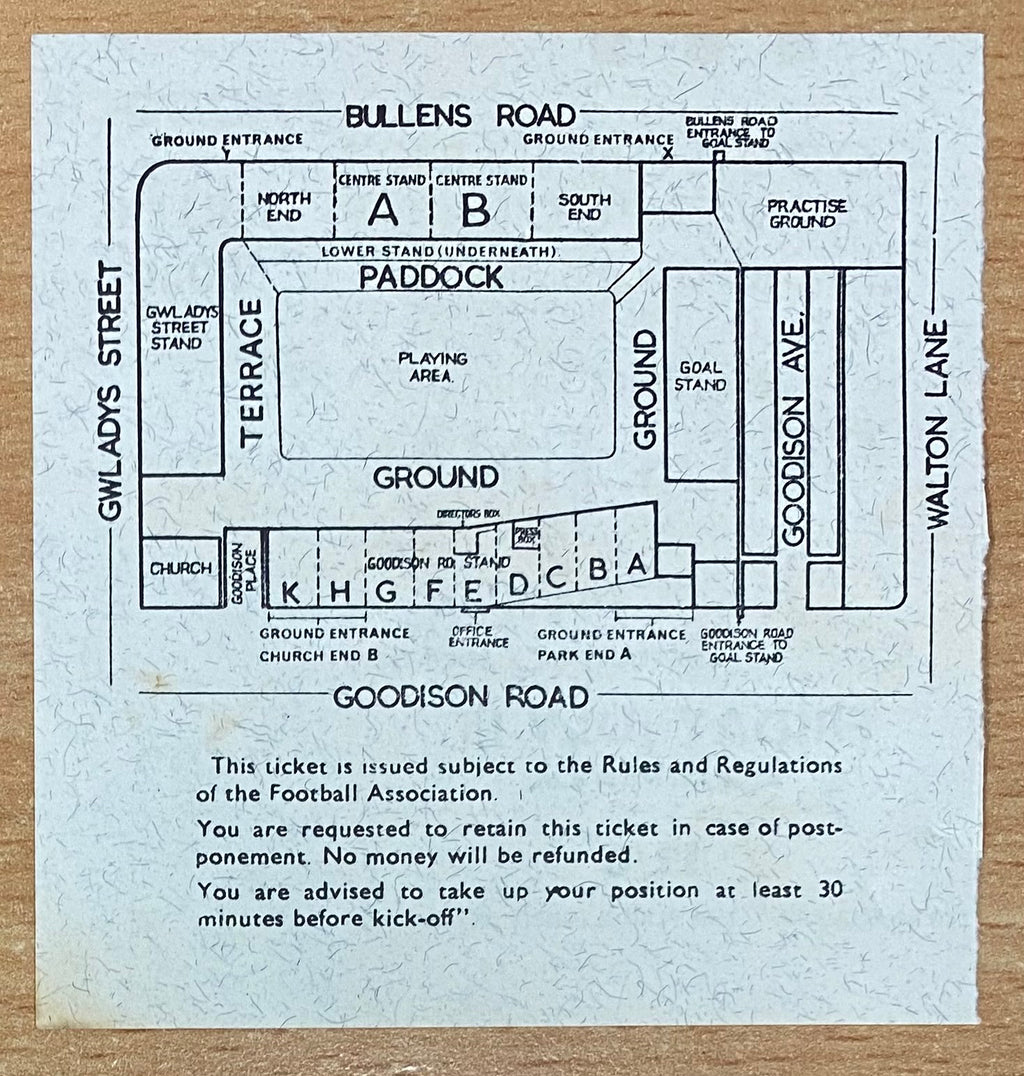 BULLENS ROAD
GROUND ENTRANCE
GROUND ENTRANCE
X
BULLENS ROAD
ENTRANCE TO
GOAL STAND
NORTH
END
CENTRE STAND
A
CENTRE STAND
B
SOUTH
END
PRACTISE
GROUND
LOWER STAND (UNDERNEATH).
PADDOCK
GWLADYS STREET
GWLADYS
STREET
STAND
TERRACE
PLAYING
AREA.
GROUND
GOAL
STAND
GOODISON AVE.
WALTON LANE
GROUND
DIRECTORS BOX
PRESS
BOX
CHURCH
GOODISON
PLACE
GOODISON RD. STAND
K H G F E D C B A
GROUND ENTRANCE
CHURCH END B
OFFICE
ENTRANCE
GROUND ENTRANCE
PARK END A
GOODISON ROAD
ENTRANCE TO
GOAL STAND
GOODISON ROAD
This ticket is issued subject to the Rules and Regulations
of the Football Association.
You are requested to retain this ticket in case of post-
ponement. No money will be refunded.
You are advised to take up your position at least 30
minutes before kick-off”.